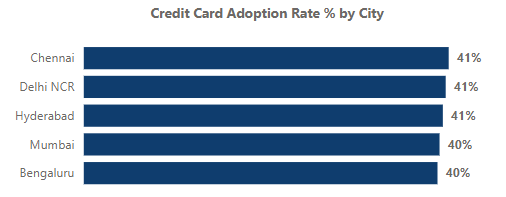 Credit Card Adoption Rate % by City
Chennai 41%
Delhi NCR 41%
Hyderabad 41%
Mumbai 40%
Bengaluru 40%